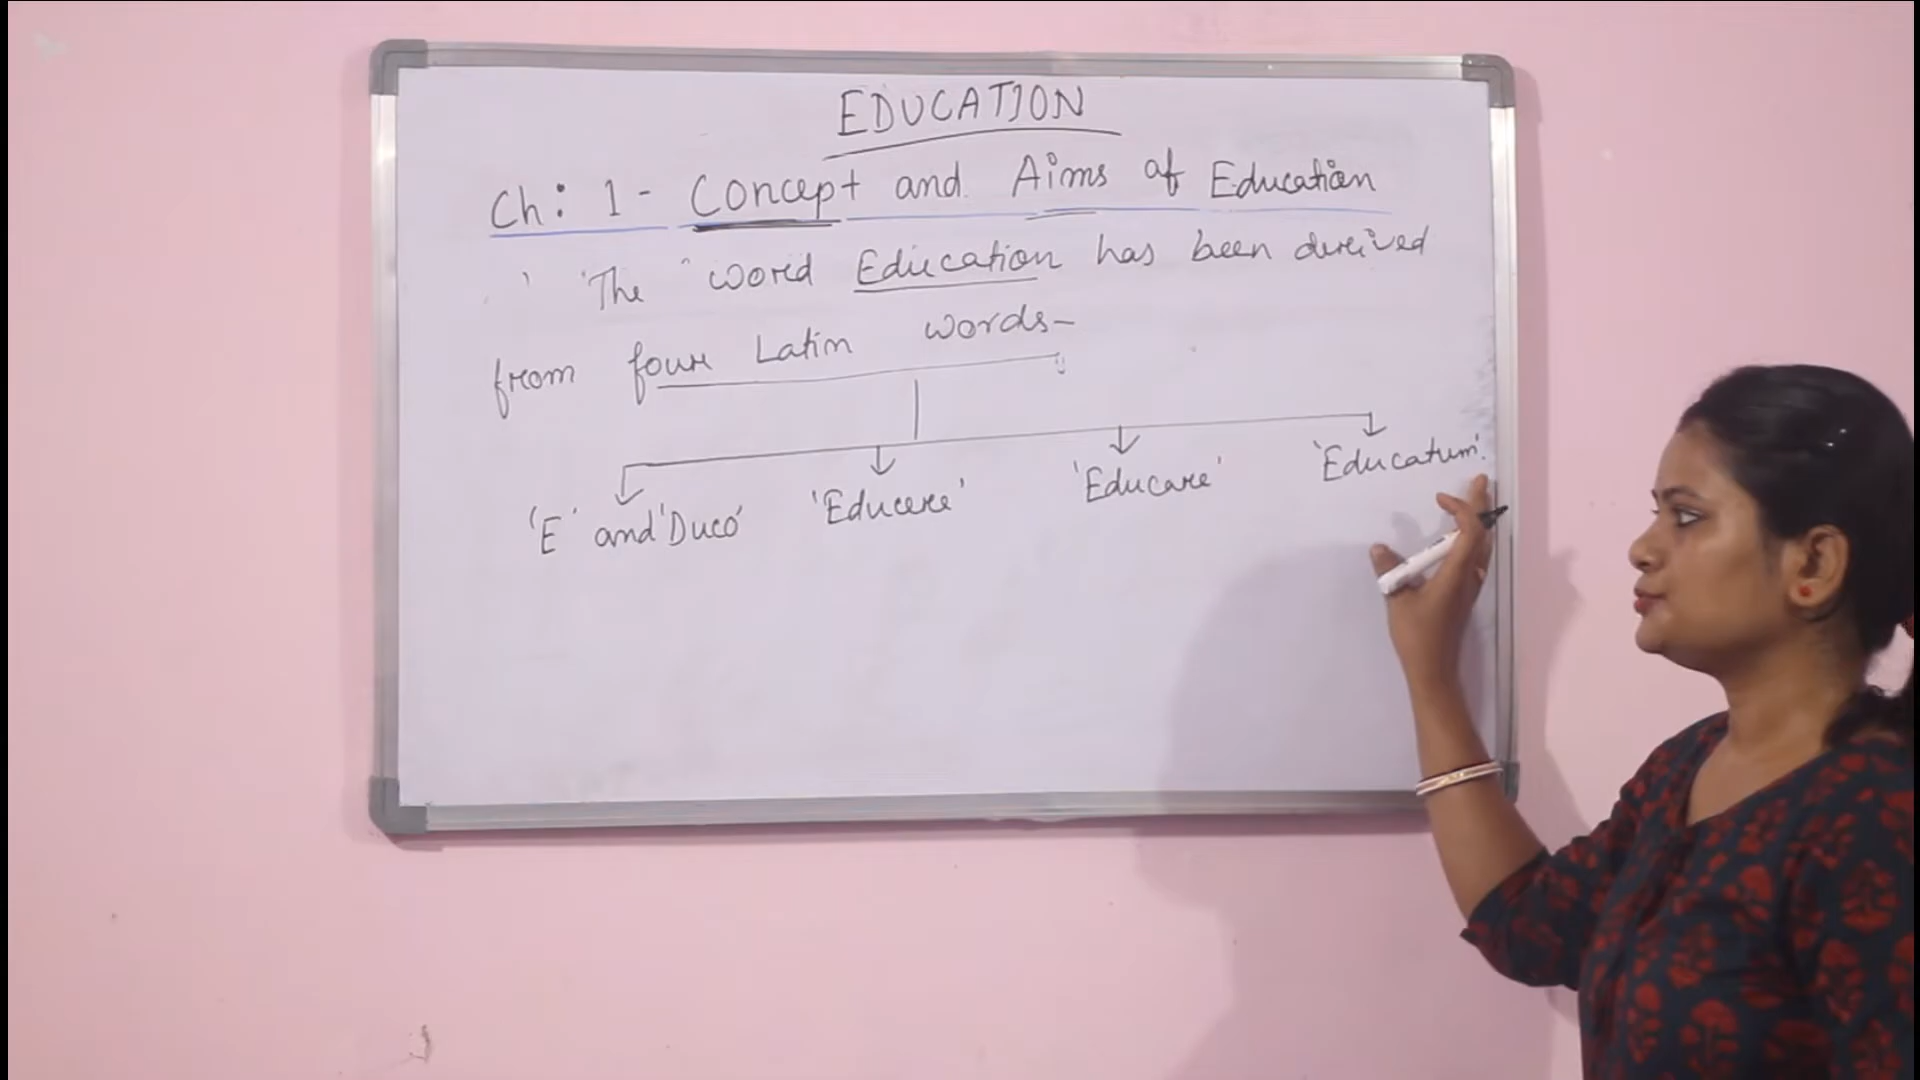 EDUCATION
Ch: 1 - Concept and Aims of Education
The word Education has been dereived
from four Latin words-
'E' and 'Duco' 'Educere' 'Educare' 'Educatum'.